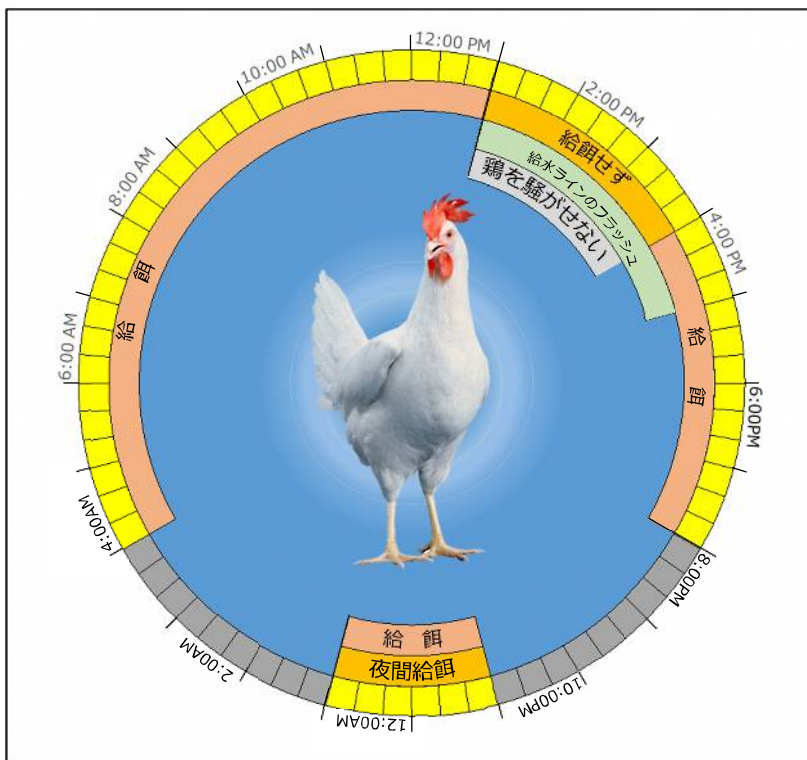 12:00 PM
2:00 PM
4:00 PM
6:00PM
8:00PM
10:00PM
12:00AM
2:00AM
4:00AM
6:00 AM
8:00 AM
10:00 AM
給餌せず
給水ラインのフラッシュ
鶏を騒がせない
給 餌
給 餌
給 餌
夜間給餌